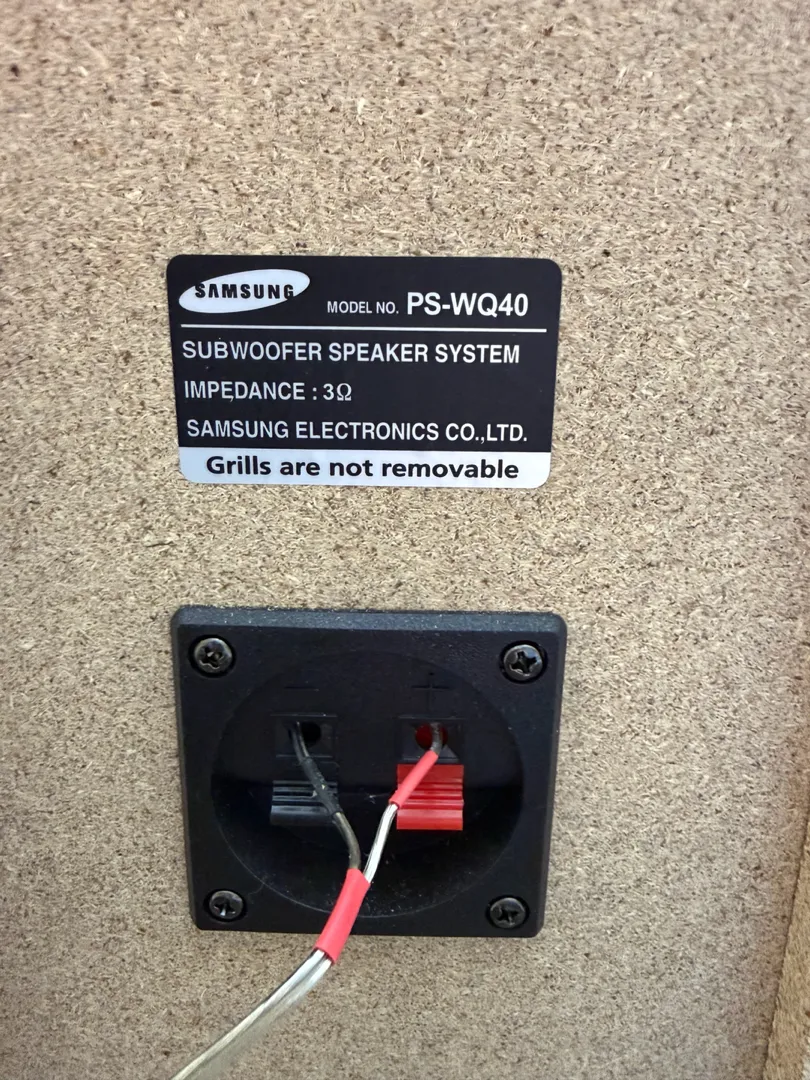 SAMSUNG MODEL NO. PS-WQ40
SUBWOOFER SPEAKER SYSTEM
IMPEDANCE : 3Ω
SAMSUNG ELECTRONICS CO.,LTD.
Grills are not removable
− +